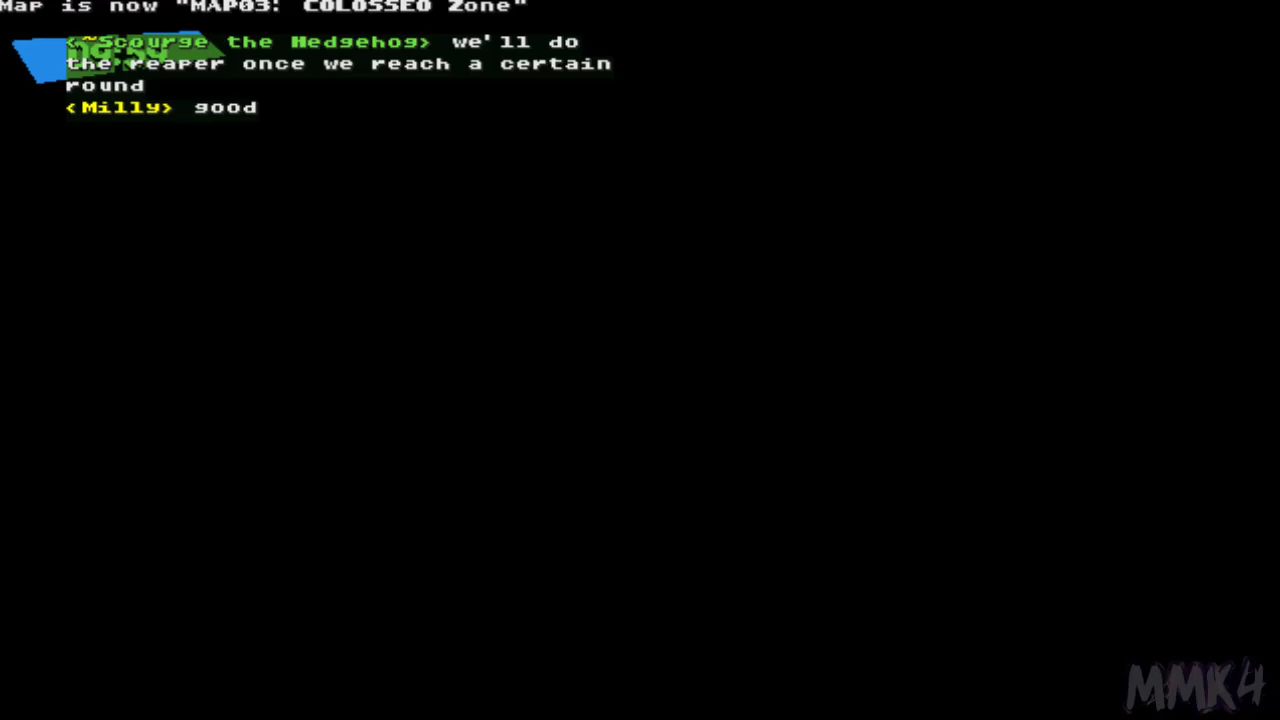 Map is now "MAP03: COLOSSEO Zone"
<~Scourge the Hedgehog> we'll do
the reaper once we reach a certain
round
<Milly> good
MMK4